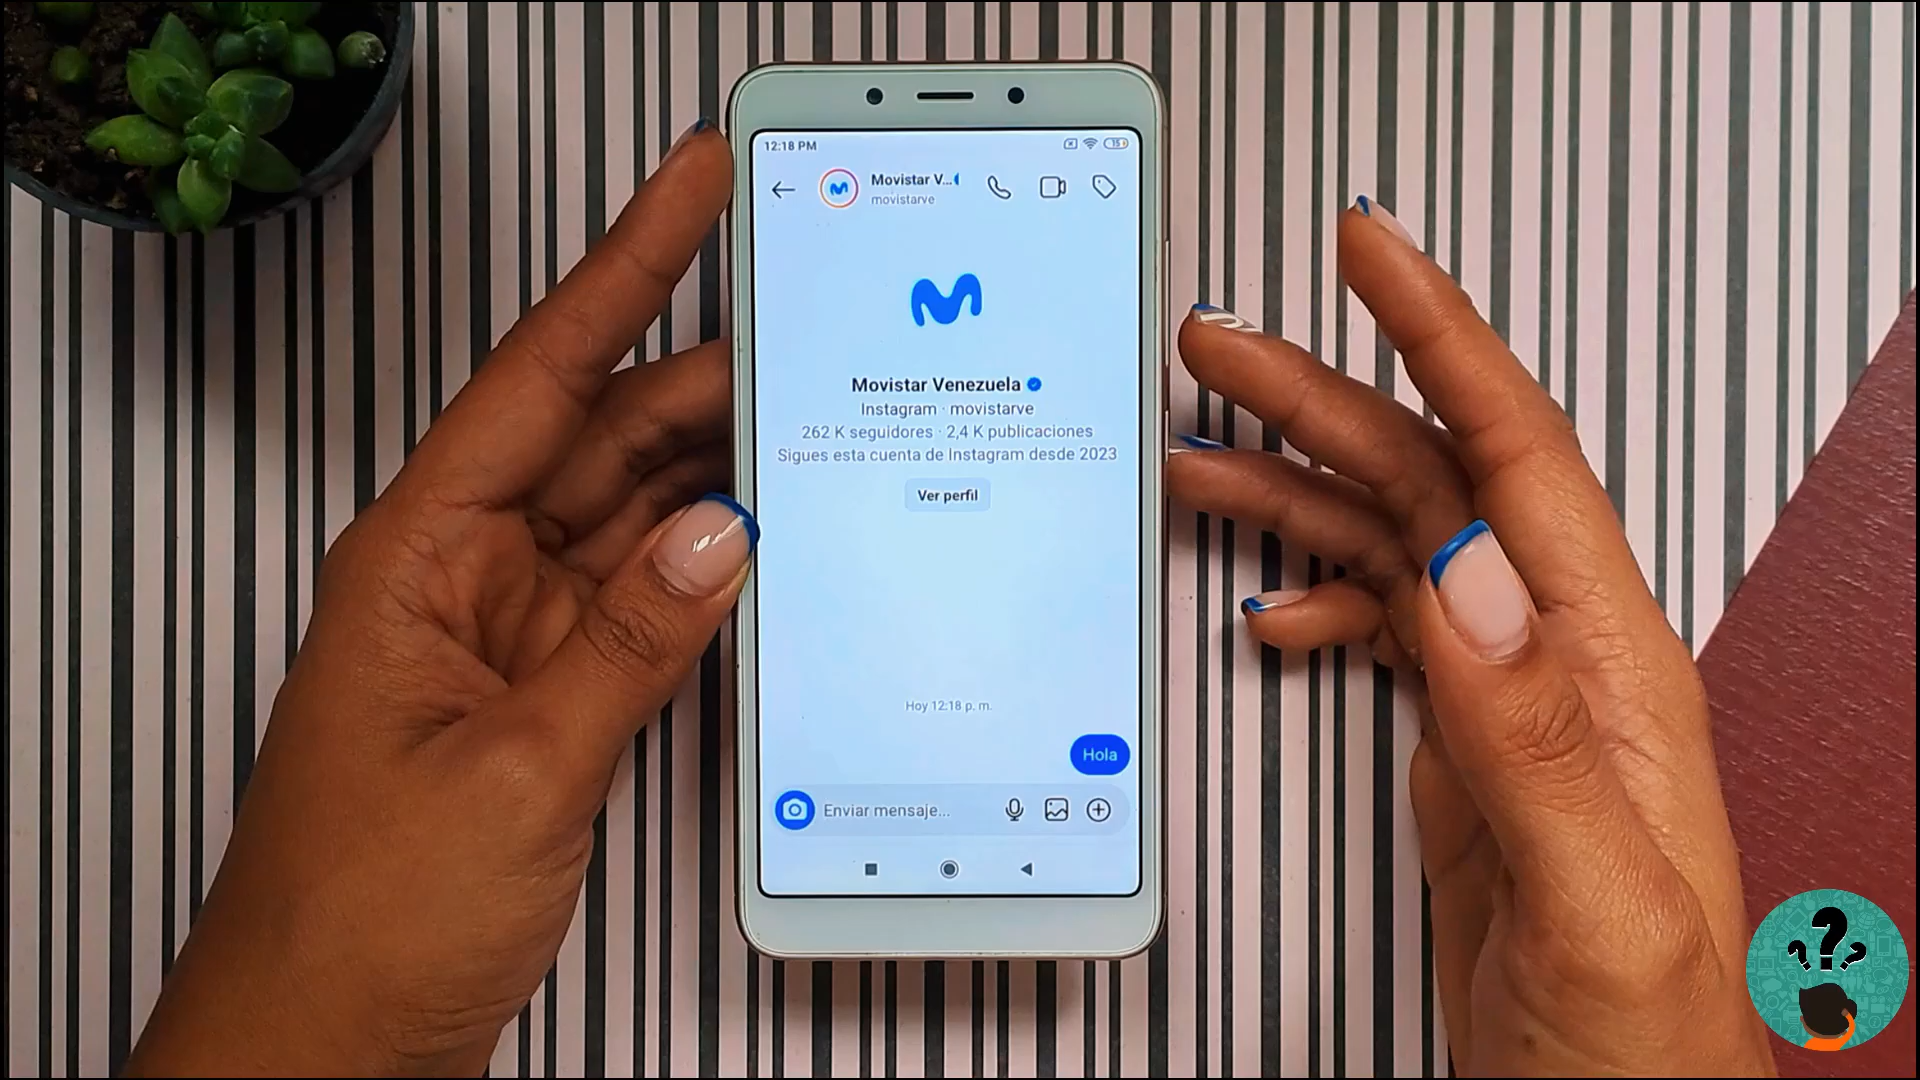 12:18 PM
15
Movistar V...
movistarve
Movistar Venezuela
Instagram · movistarve
262 K seguidores · 2,4 K publicaciones
Sigues esta cuenta de Instagram desde 2023
Ver perfil
Hoy 12:18 p. m.
Hola
Enviar mensaje...
???